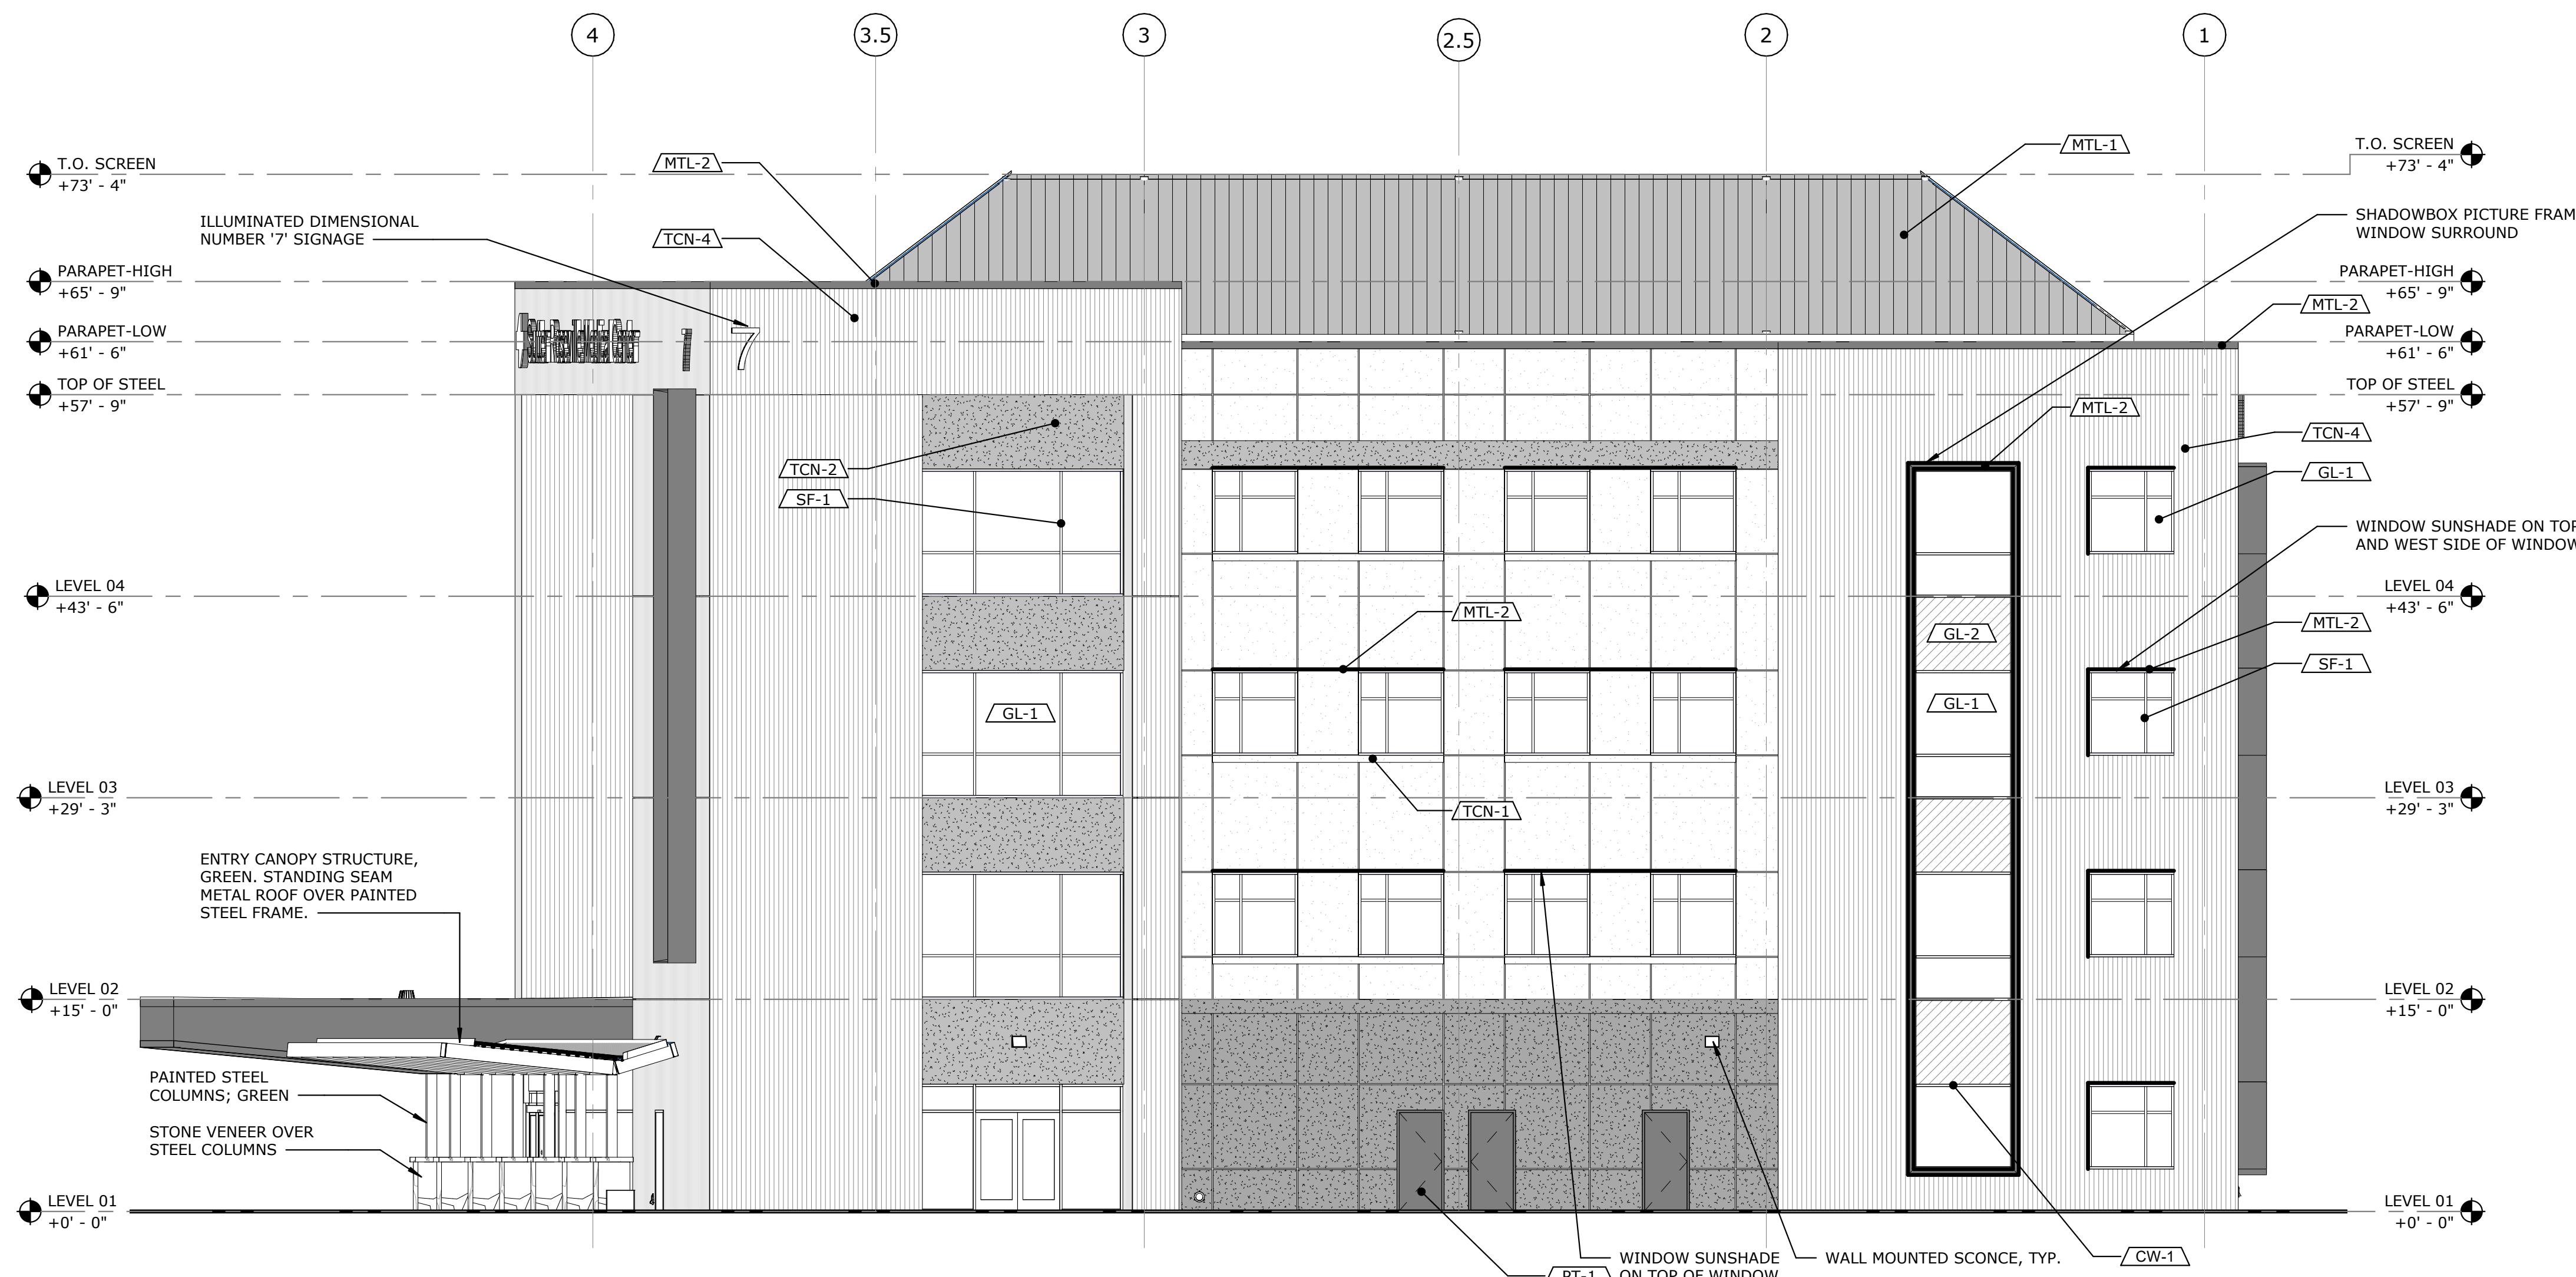 4
3.5
3
2.5
2
1
T.O. SCREEN
+73' - 4"
PARAPET-HIGH
+65' - 9"
PARAPET-LOW
+61' - 6"
TOP OF STEEL
+57' - 9"
LEVEL 04
+43' - 6"
LEVEL 03
+29' - 3"
LEVEL 02
+15' - 0"
LEVEL 01
+0' - 0"
ILLUMINATED DIMENSIONAL
NUMBER '7' SIGNAGE
ENTRY CANOPY STRUCTURE,
GREEN. STANDING SEAM
METAL ROOF OVER PAINTED
STEEL FRAME.
PAINTED STEEL
COLUMNS; GREEN
STONE VENEER OVER
STEEL COLUMNS
MTL-2
TCN-4
7
TCN-2
SF-1
GL-1
MTL-2
TCN-1
MTL-1
GL-2
GL-1
MTL-2
T.O. SCREEN
+73' - 4"
SHADOWBOX PICTURE FRAM
WINDOW SURROUND
PARAPET-HIGH
+65' - 9"
MTL-2
PARAPET-LOW
+61' - 6"
TOP OF STEEL
+57' - 9"
TCN-4
GL-1
WINDOW SUNSHADE ON TOP
AND WEST SIDE OF WINDOW
LEVEL 04
+43' - 6"
MTL-2
SF-1
LEVEL 03
+29' - 3"
LEVEL 02
+15' - 0"
LEVEL 01
+0' - 0"
WINDOW SUNSHADE
ON TOP OF WINDOW
PT-1
WALL MOUNTED SCONCE, TYP.
CW-1